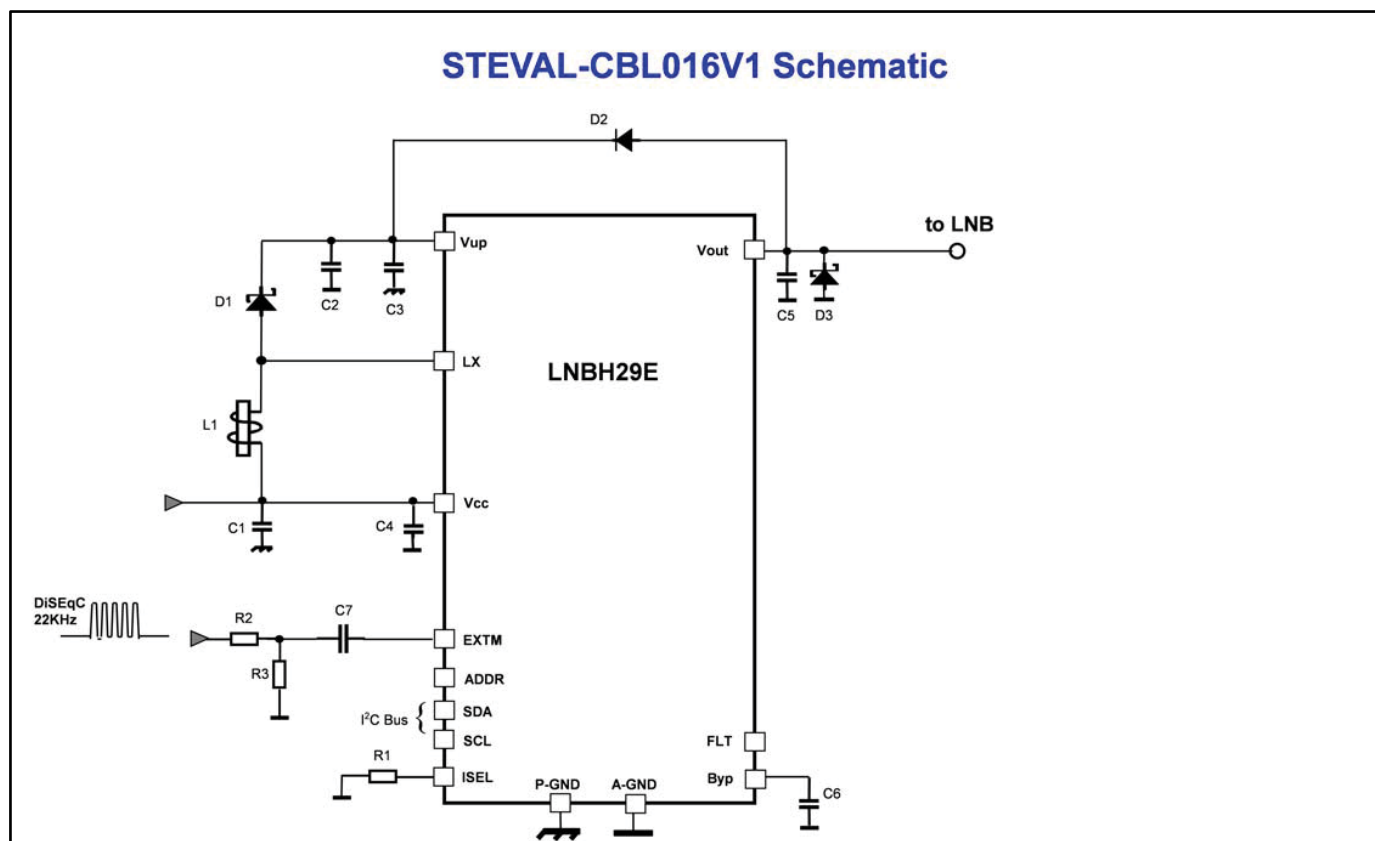 STEVAL-CBL016V1 Schematic
D2
to LNB
Vup
Vout
D1
C2
C3
C5
D3
LX
LNBH29E
L1
Vcc
C1
C4
DiSEqC
22KHz
R2
C7
EXTM
R3
ADDR
I²C Bus
SDA
SCL
FLT
R1
ISEL
P-GND
A-GND
Byp
C6